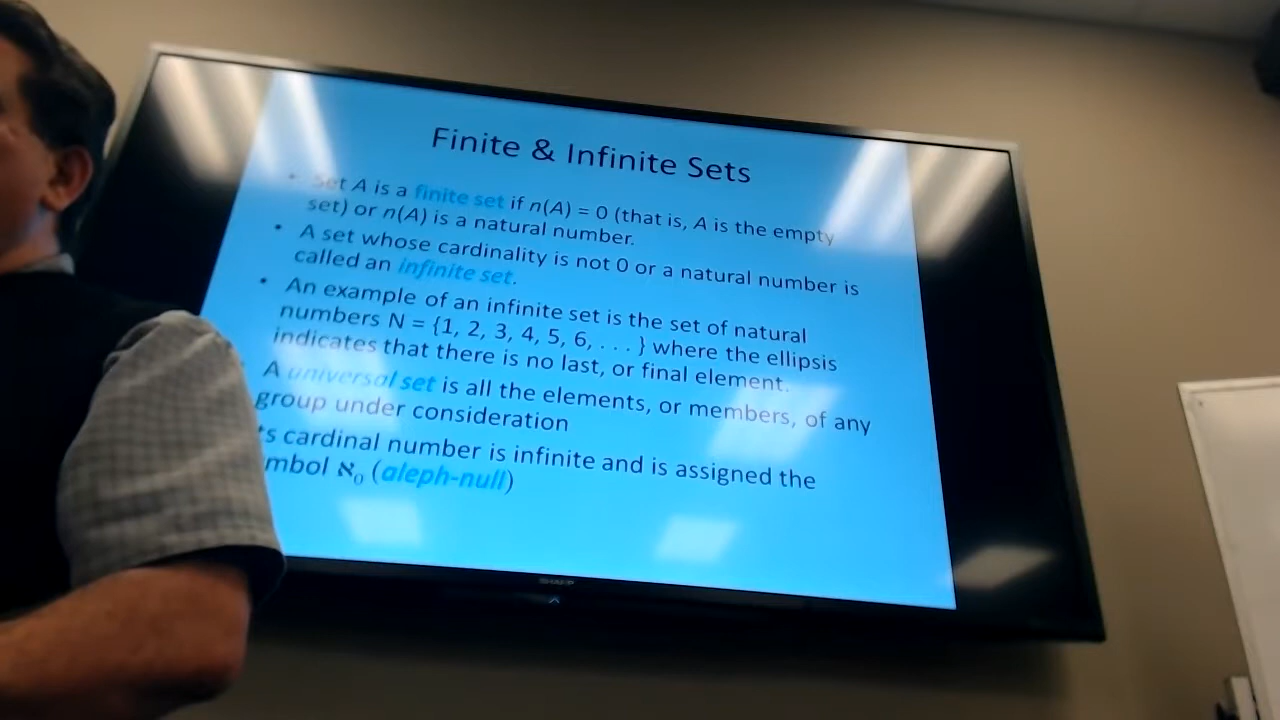 Finite & Infinite Sets
• Set A is a finite set if n(A) = 0 (that is, A is the empty
set) or n(A) is a natural number.
• A set whose cardinality is not 0 or a natural number is
called an infinite set.
• An example of an infinite set is the set of natural
numbers N = {1, 2, 3, 4, 5, 6, . . . } where the ellipsis
indicates that there is no last, or final element.
A universal set is all the elements, or members, of any
group under consideration
ts cardinal number is infinite and is assigned the
mbol ℵ₀ (aleph-null)
SHARP